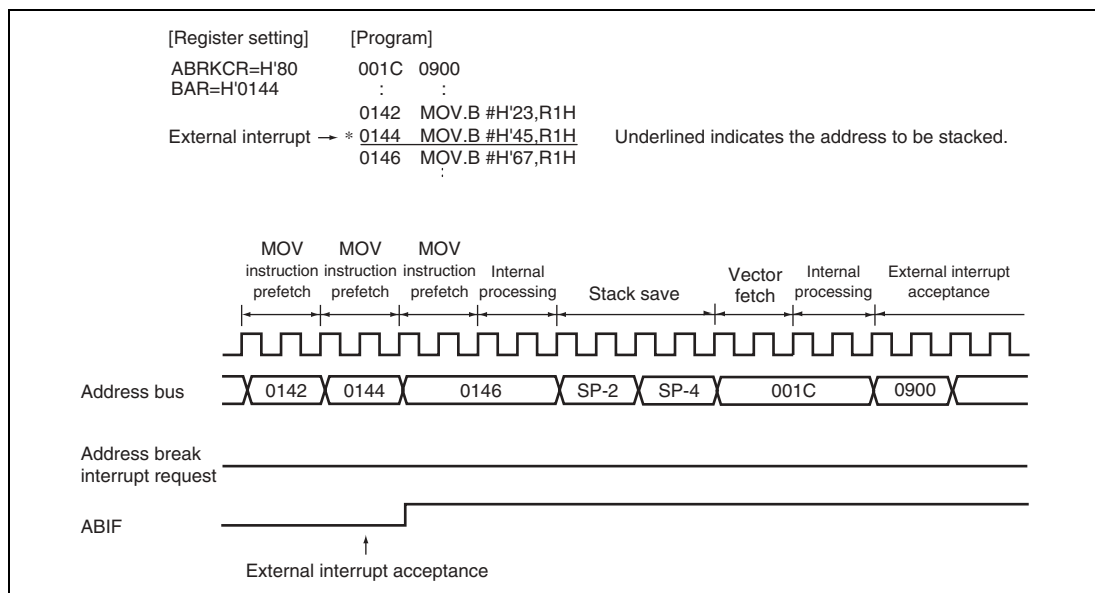 [Register setting] [Program]
ABRKCR=H'80 001C 0900
BAR=H'0144 : :
0142 MOV.B #H'23,R1H
External interrupt → * 0144 MOV.B #H'45,R1H Underlined indicates the address to be stacked.
0146 MOV.B #H'67,R1H
:
MOV MOV MOV
instruction instruction instruction Internal Vector Internal External interrupt
prefetch prefetch prefetch processing Stack save fetch processing acceptance
Address bus 0142 0144 0146 SP-2 SP-4 001C 0900
Address break
interrupt request
ABIF
External interrupt acceptance